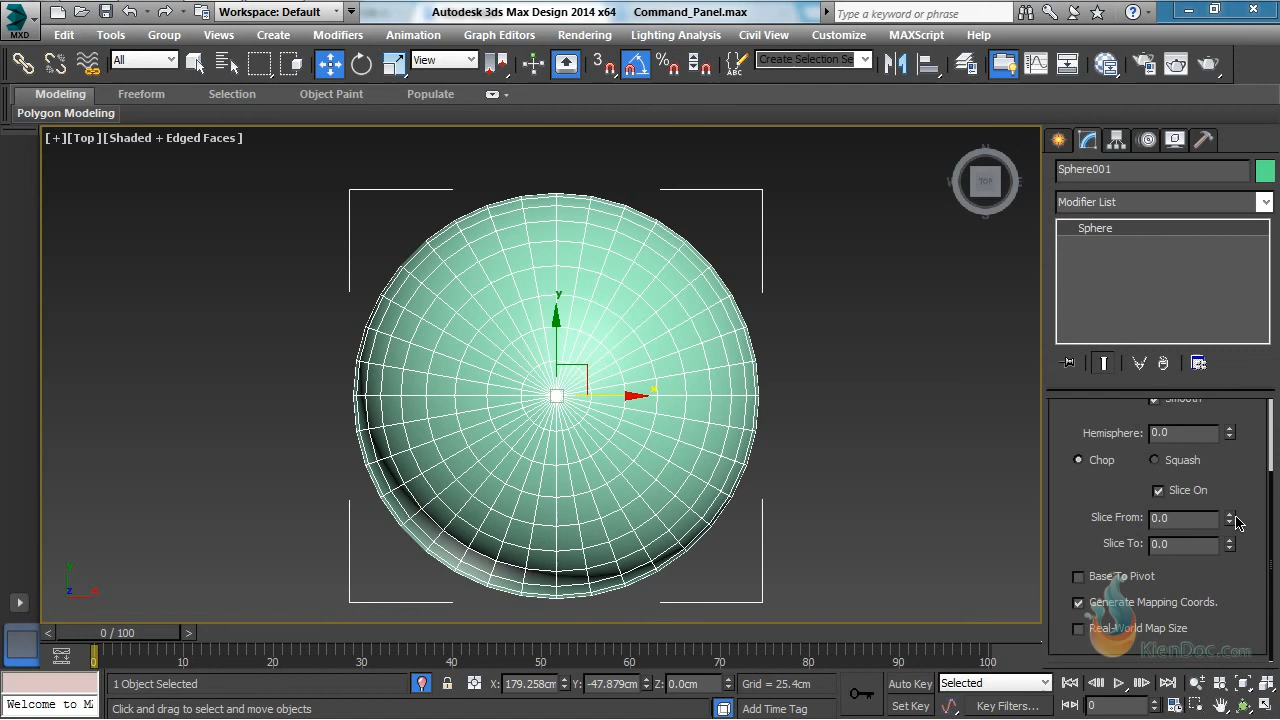 MXD
Workspace: Default
Autodesk 3ds Max Design 2014 x64 Command_Panel.max
Type a keyword or phrase
Edit Tools Group Views Create Modifiers Animation Graph Editors Rendering Lighting Analysis Civil View Customize MAXScript Help
All
View
3
Create Selection Se
Modeling Freeform Selection Object Paint Populate
Polygon Modeling
[+][Top][Shaded + Edged Faces]
N
W
TOP
E
S
Sphere001
Modifier List
Sphere
Smooth
Hemisphere: 0.0
Chop Squash
Slice On
Slice From: 0.0
Slice To: 0.0
Base To Pivot
Generate Mapping Coords.
Real-World Map Size
KienDoc.com
y
x
y
z x
< 0 / 100 >
0 10 20 30 40 50 60 70 80 90 100
1 Object Selected
X: 179.258cm Y: -47.879cm Z: 0.0cm
Grid = 25.4cm
Auto Key
Selected
Welcome to M
Click and drag to select and move objects
Add Time Tag
Set Key
Key Filters...
0